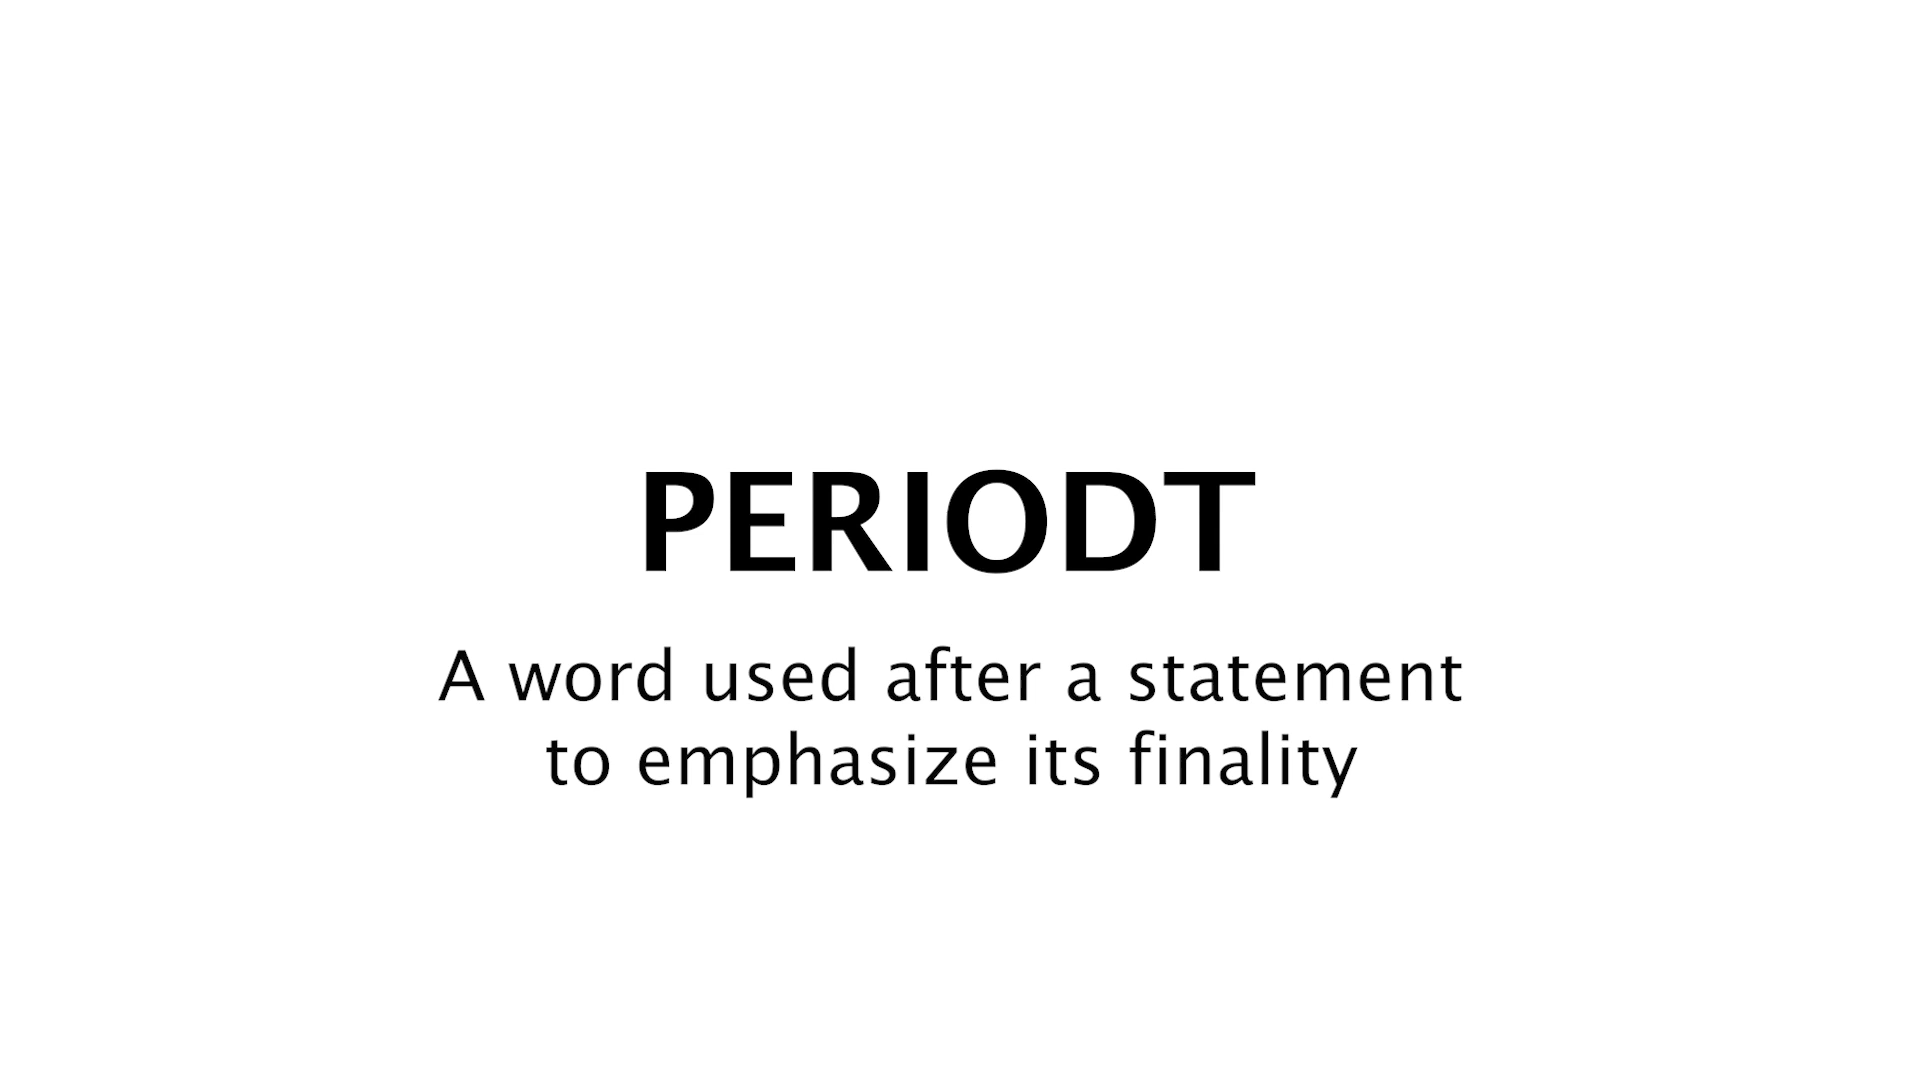 PERIODT
A word used after a statement
to emphasize its finality